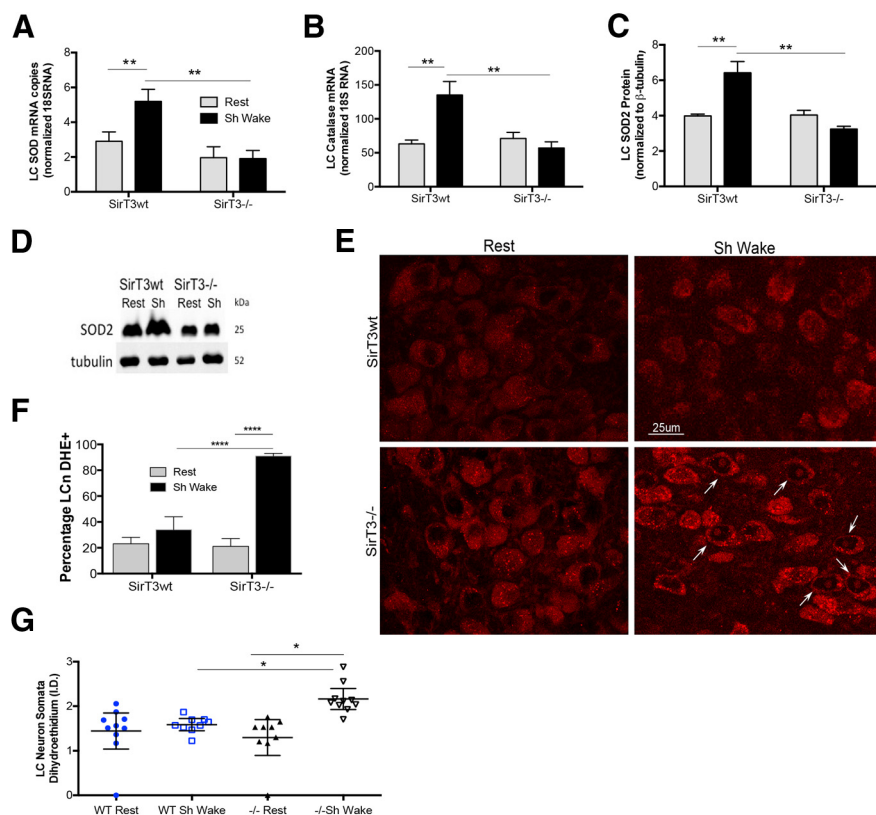 A
LC SOD mRNA copies
(normalized 18SRNA)
8
6
4
2
0
**
**
Rest
Sh Wake
SirT3wt
SirT3-/-
B
LC Catalase mRNA
(normalized 18S RNA)
200
150
100
50
0
**
**
SirT3wt
SirT3-/-
C
LC SOD2 Protein
(normalized to β-tubulin)
8
6
4
2
0
**
**
SirT3wt
SirT3-/-
D
SirT3wt SirT3-/-
Rest Sh Rest Sh kDa
SOD2 25
tubulin 52
E
Rest
Sh Wake
SirT3wt
25um
SirT3-/-
F
Percentage LCn DHE+
100
80
60
40
20
0
****
****
Rest
Sh Wake
SirT3wt
SirT3-/-
G
LC Neuron Somata
Dihydroethidium (I.D.)
3
2
1
0
*
*
WT Rest
WT Sh Wake
-/- Rest
-/-Sh Wake